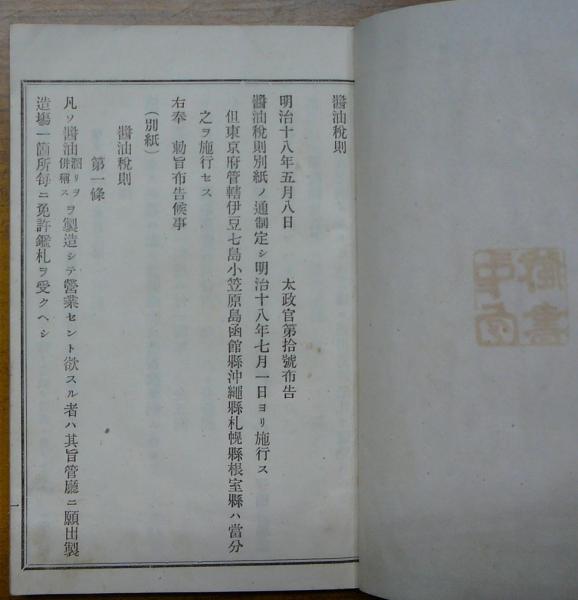 醬油稅則
明治十八年五月八日　太政官第拾號布吿
醬油稅則別紙ノ通制定シ明治十八年七月一日ヨリ施行ス
但東京府管轄伊豆七島小笠原島函館縣沖繩縣札幌縣根室縣ハ當分
之ヲ施行セス
右奉　勅旨布吿候事
（別紙）
醬油稅則
第一條
凡ソ醬油溜リヲ併稱スヲ製造シテ營業セント欲スル者ハ其旨管廳ニ願出製
造場一箇所每ニ免許鑑札ヲ受クヘシ
一